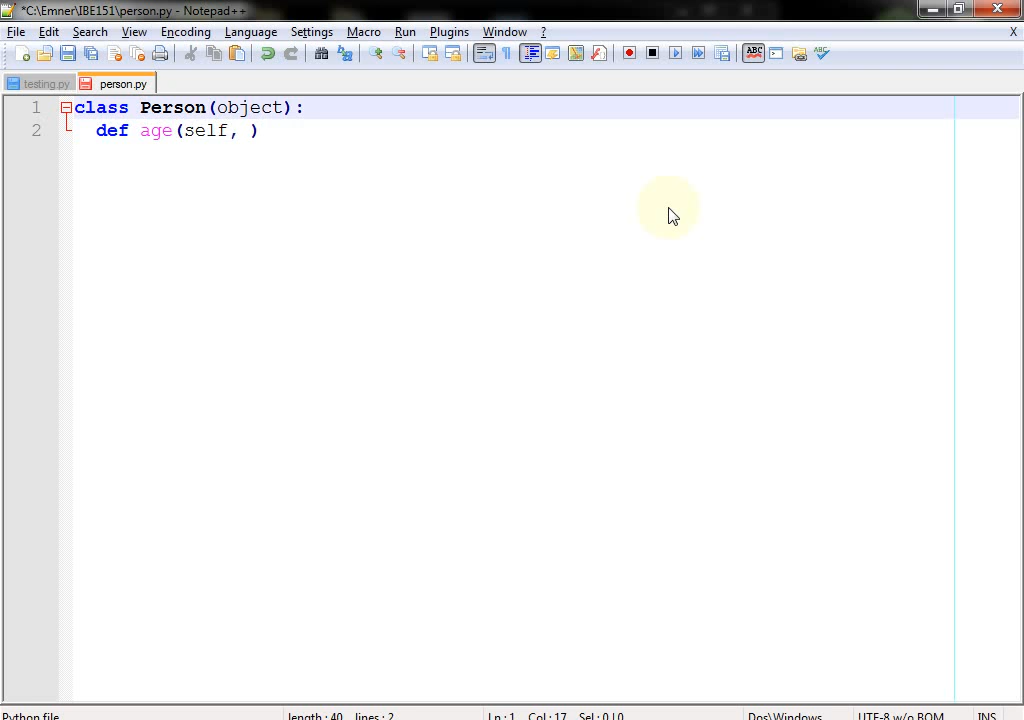 *C:\Emner\IBE151\person.py - Notepad++
File Edit Search View Encoding Language Settings Macro Run Plugins Window ? X
testing.py person.py
1 class Person(object):
2 def age(self, )
Python file length : 40 lines : 2 Ln : 1 Col : 17 Sel : 0 | 0 Dos\Windows UTF-8 w/o BOM INS